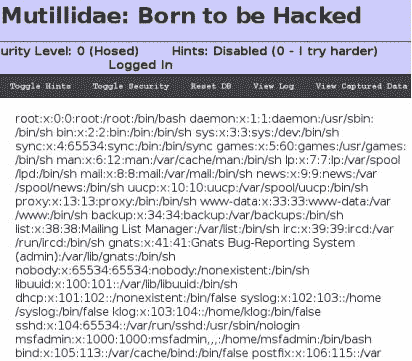 Mutillidae: Born to be Hacked
urity Level: 0 (Hosed) Hints: Disabled (0 - I try harder)
Logged In
Toggle Hints Toggle Security Reset DB View Log View Captured Data
root:x:0:0:root:/root:/bin/bash daemon:x:1:1:daemon:/usr/sbin:
/bin/sh bin:x:2:2:bin:/bin:/bin/sh sys:x:3:3:sys:/dev:/bin/sh
sync:x:4:65534:sync:/bin:/bin/sync games:x:5:60:games:/usr/games:
/bin/sh man:x:6:12:man:/var/cache/man:/bin/sh lp:x:7:7:lp:/var/spool
/lpd:/bin/sh mail:x:8:8:mail:/var/mail:/bin/sh news:x:9:9:news:/var
/spool/news:/bin/sh uucp:x:10:10:uucp:/var/spool/uucp:/bin/sh
proxy:x:13:13:proxy:/bin:/bin/sh www-data:x:33:33:www-data:/var
/www:/bin/sh backup:x:34:34:backup:/var/backups:/bin/sh
list:x:38:38:Mailing List Manager:/var/list:/bin/sh irc:x:39:39:ircd:/var
/run/ircd:/bin/sh gnats:x:41:41:Gnats Bug-Reporting System
(admin):/var/lib/gnats:/bin/sh
nobody:x:65534:65534:nobody:/nonexistent:/bin/sh
libuuid:x:100:101::/var/lib/libuuid:/bin/sh
dhcp:x:101:102::/nonexistent:/bin/false syslog:x:102:103::/home
/syslog:/bin/false klog:x:103:104::/home/klog:/bin/false
sshd:x:104:65534::/var/run/sshd:/usr/sbin/nologin
msfadmin:x:1000:1000:msfadmin,,,:/home/msfadmin:/bin/bash
bind:x:105:113::/var/cache/bind:/bin/false postfix:x:106:115::/var